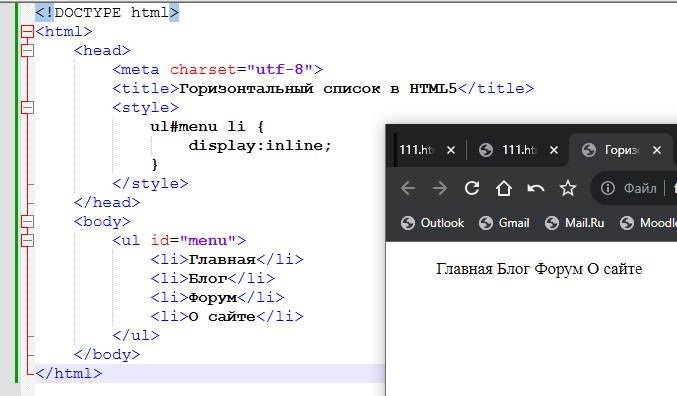 <!DOCTYPE html>
<html>
<head>
<meta charset="utf-8">
<title>Горизонтальный список в HTML5</title>
<style>
ul#menu li {
display:inline;
}
</style>
</head>
<body>
<ul id="menu">
<li>Главная</li>
<li>Блог</li>
<li>Форум</li>
<li>О сайте</li>
</ul>
</body>
</html>
111.ht 111.ht Гориз
Файл
Outlook Gmail Mail.Ru Moodle
Главная Блог Форум О сайте